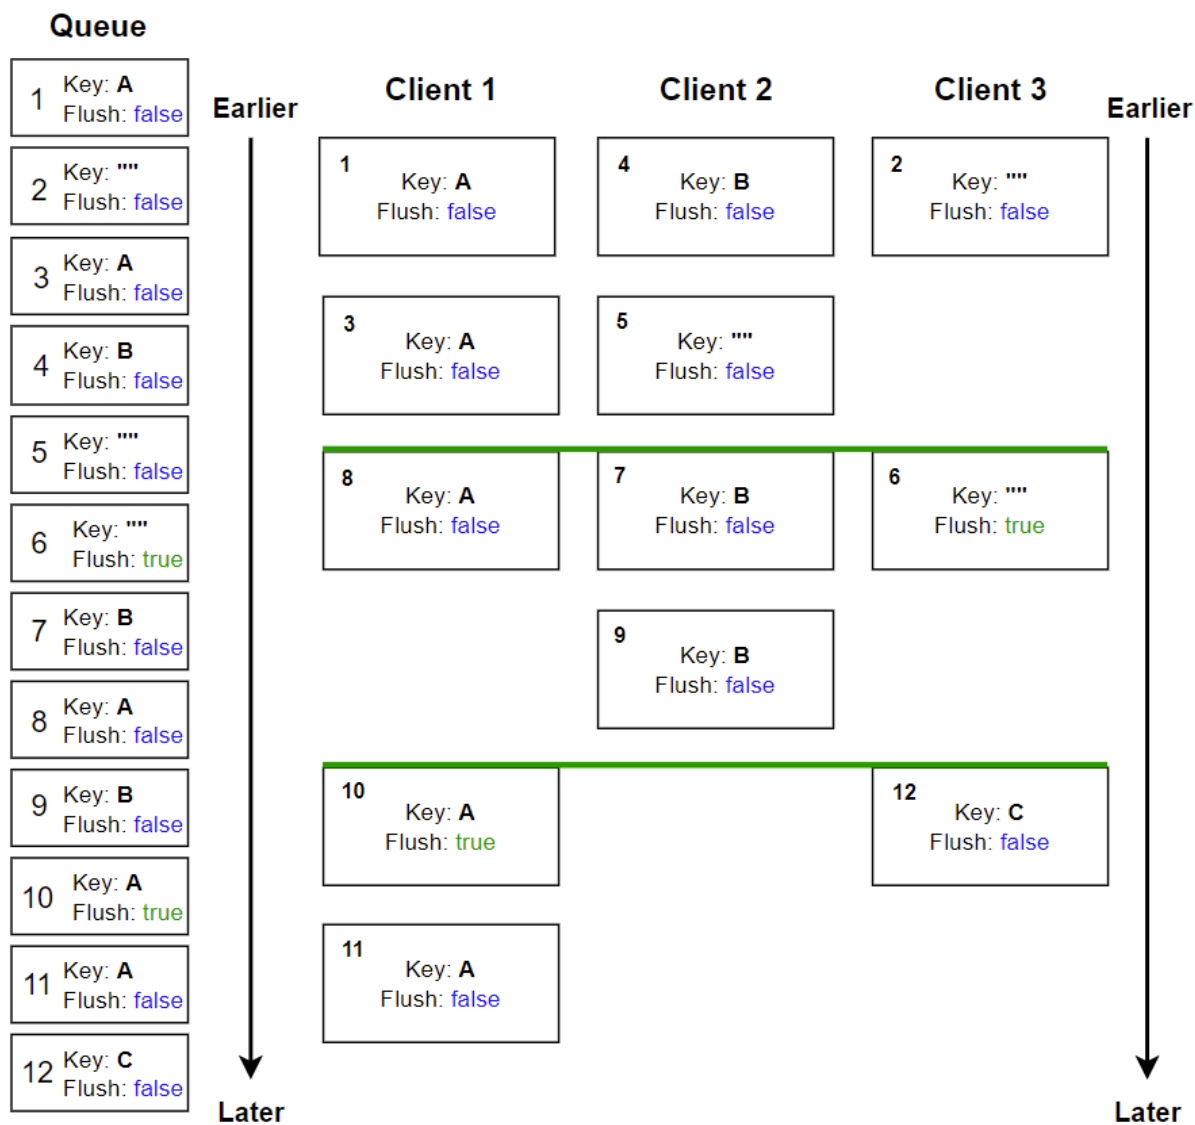 Queue
1
Key: A
Flush: false
2
Key: ""
Flush: false
3
Key: A
Flush: false
4
Key: B
Flush: false
5
Key: ""
Flush: false
6
Key: ""
Flush: true
7
Key: B
Flush: false
8
Key: A
Flush: false
9
Key: B
Flush: false
10
Key: A
Flush: true
11
Key: A
Flush: false
12
Key: C
Flush: false
Earlier
Later
Client 1
1
Key: A
Flush: false
3
Key: A
Flush: false
8
Key: A
Flush: false
10
Key: A
Flush: true
11
Key: A
Flush: false
Client 2
4
Key: B
Flush: false
5
Key: ""
Flush: false
7
Key: B
Flush: false
9
Key: B
Flush: false
Client 3
2
Key: ""
Flush: false
6
Key: ""
Flush: true
12
Key: C
Flush: false
Earlier
Later